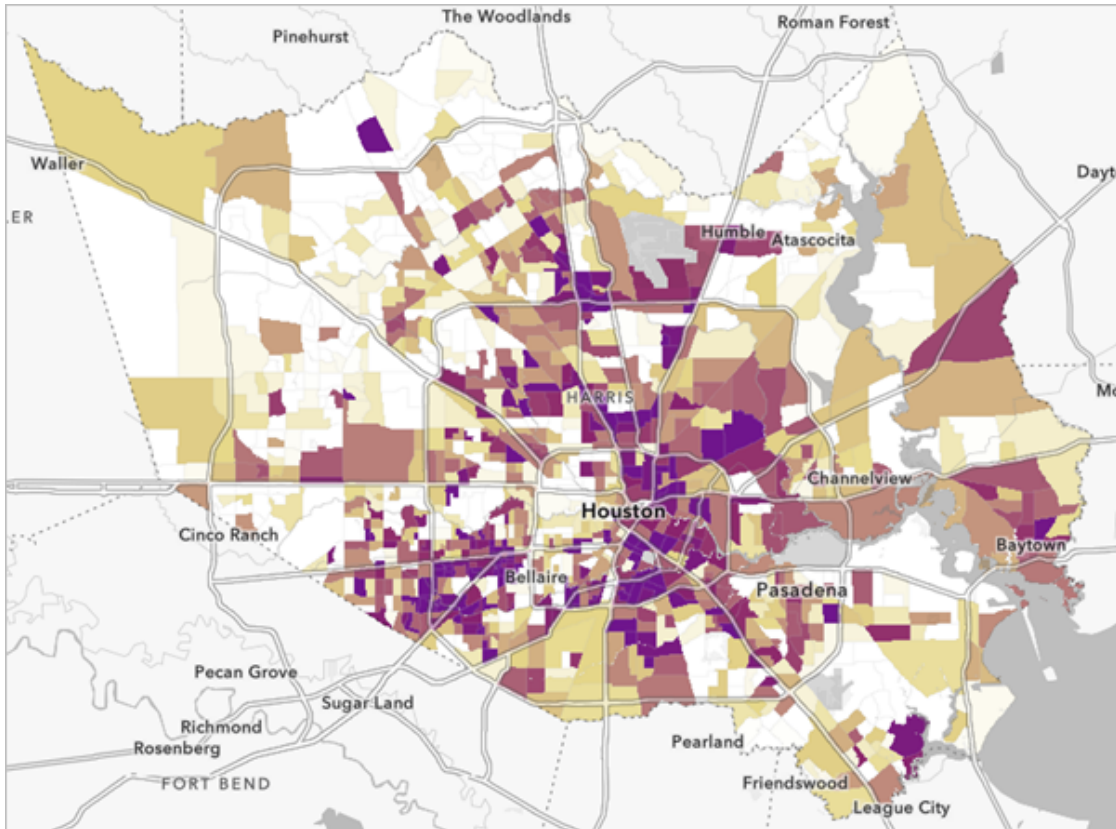 The Woodlands
Roman Forest
Pinehurst
Waller
Dayt
ER
Humble
Atascocita
HARRIS
Mo
Channelview
Houston
Cinco Ranch
Baytown
Bellaire
Pasadena
Pecan Grove
Sugar Land
Richmond
Rosenberg
Pearland
FORT BEND
Friendswood
League City